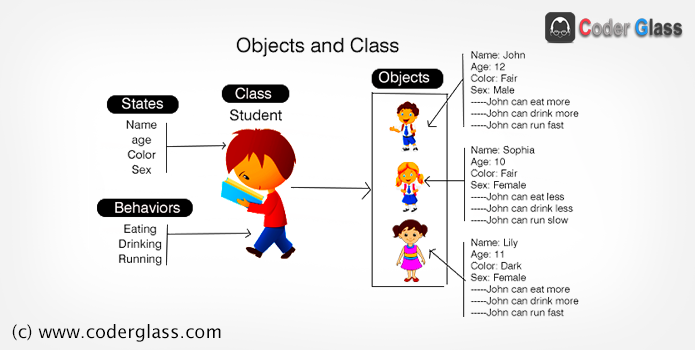 Coder Glass
Objects and Class
States
Name
age
Color
Sex
Behaviors
Eating
Drinking
Running
Class
Student
Objects
Name: John
Age: 12
Color: Fair
Sex: Male
-----John can eat more
-----John can drink more
-----John can run fast
Name: Sophia
Age: 10
Color: Fair
Sex: Female
-----John can eat less
-----John can drink less
-----John can run slow
Name: Lily
Age: 11
Color: Dark
Sex: Female
-----John can eat more
-----John can drink more
-----John can run fast
(c) www.coderglass.com